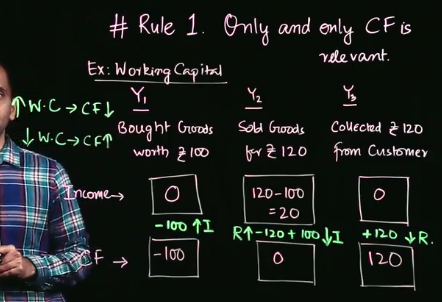 # Rule 1. Only and only CF is
relevant.
Ex: Working Capital
↑ W.C → CF↓
↓ W.C → CF↑
Y₁ Y₂ Y₃
Bought Goods Sold Goods Collected ₹120
worth ₹100 for ₹120 from Customer
Income → 0 120-100 0
= 20
-100 ↑I R↑ -120 + 100 ↓I +120 ↓R.
CF → -100 0 120